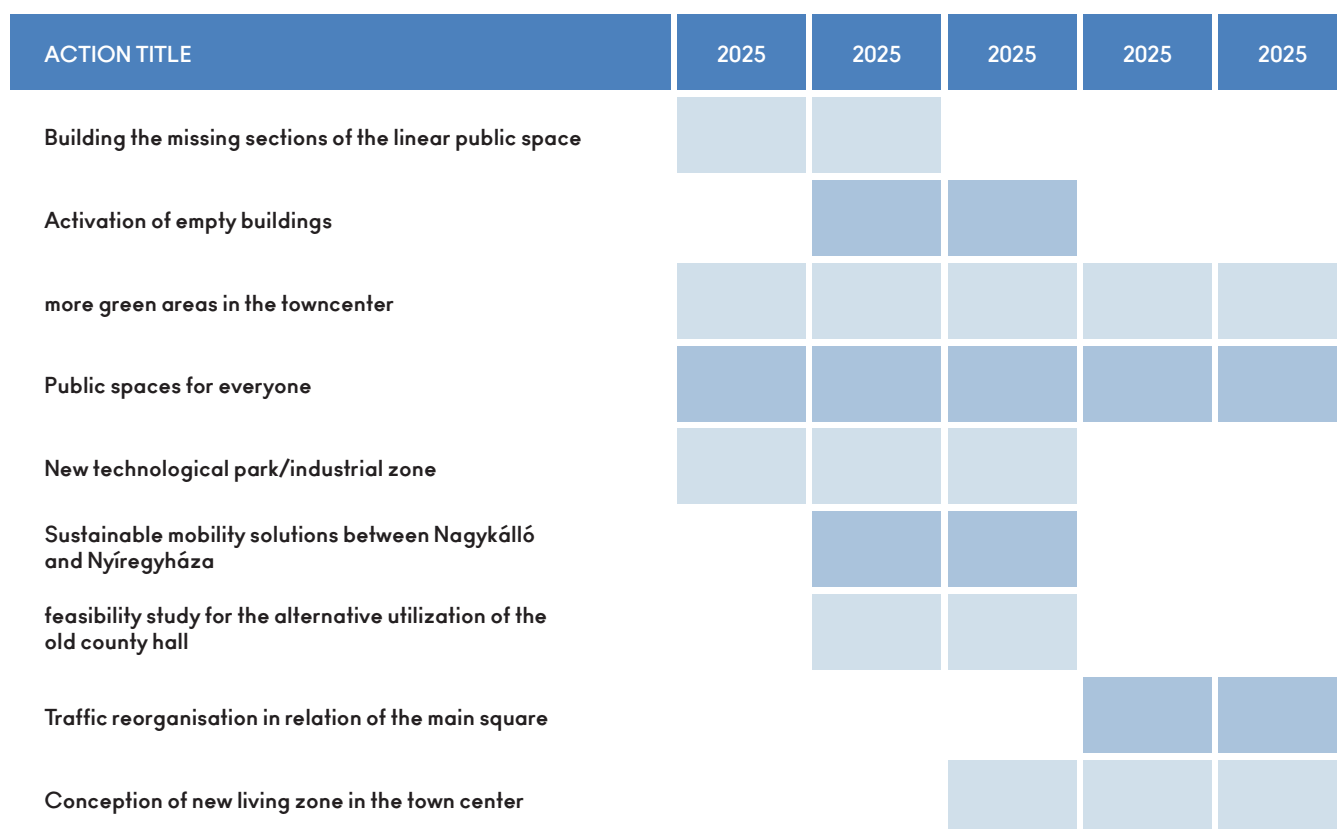 ACTION TITLE 2025 2025 2025 2025 2025
Building the missing sections of the linear public space
Activation of empty buildings
more green areas in the towncenter
Public spaces for everyone
New technological park/industrial zone
Sustainable mobility solutions between Nagykálló
and Nyíregyháza
feasibility study for the alternative utilization of the
old county hall
Traffic reorganisation in relation of the main square
Conception of new living zone in the town center